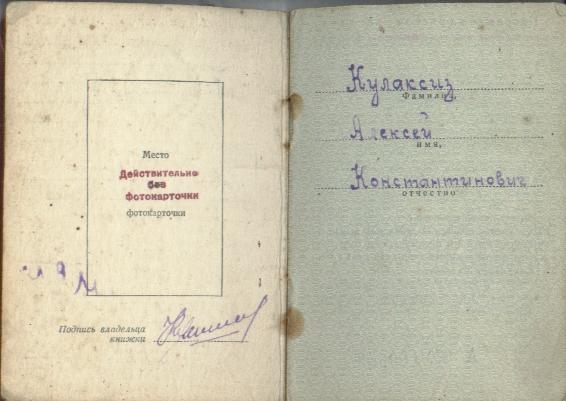 Место
Действительно
без
фотокарточки
фотокарточки
Подпись владельца
книжки
Кулаксиз
Фамилия,
Алексей
имя,
Константинович
отчество